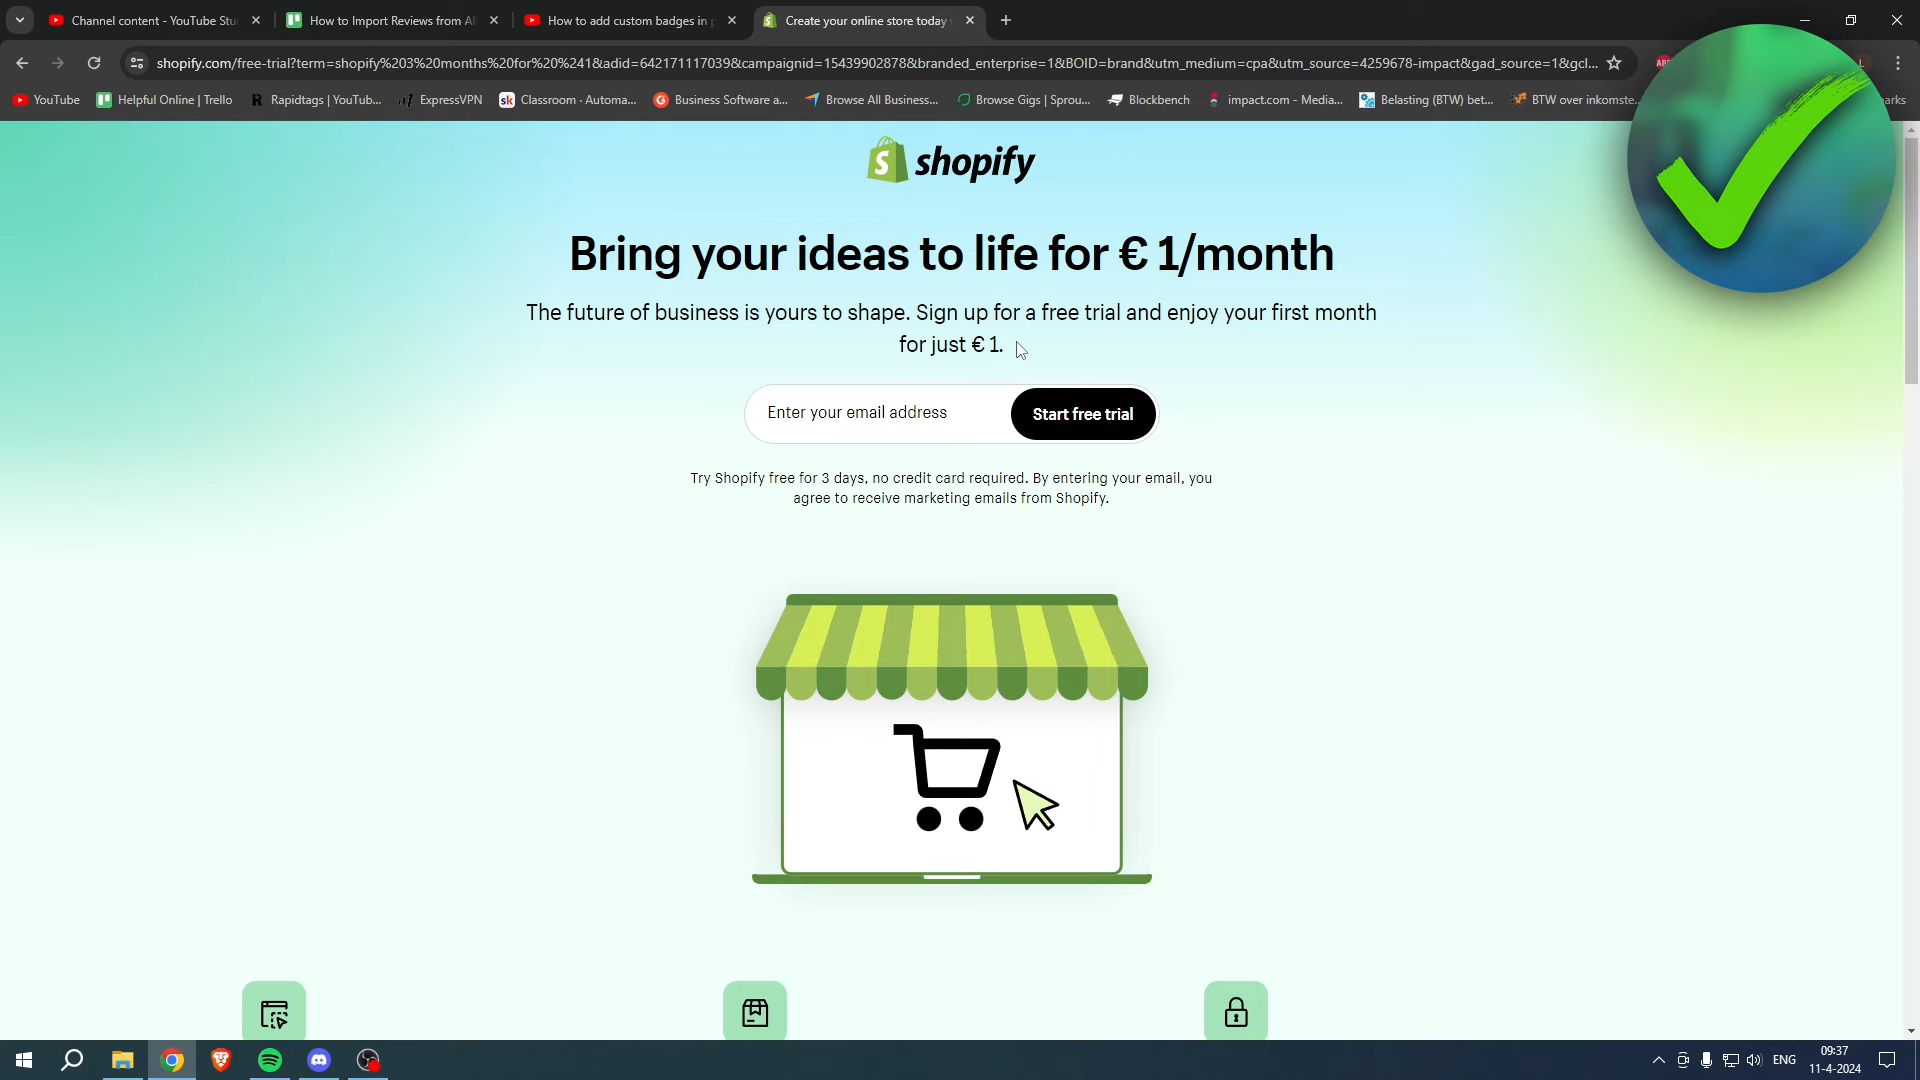 Channel content - YouTube Stu
How to Import Reviews from Al
How to add custom badges in
Create your online store today
shopify.com/free-trial?term=shopify%203%20months%20for%20%241&adid=642171117039&campaignid=15439902878&branded_enterprise=1&BOID=brand&utm_medium=cpa&utm_source=4259678-impact&gad_source=1&gcl...
YouTube
Helpful Online | Trello
Rapidtags | YouTub...
ExpressVPN
Classroom · Automa...
Business Software a...
Browse All Business...
Browse Gigs | Sprou...
Blockbench
impact.com - Media...
Belasting (BTW) bet...
BTW over inkomste...
shopify
Bring your ideas to life for € 1/month
The future of business is yours to shape. Sign up for a free trial and enjoy your first month
for just € 1.
Enter your email address
Start free trial
Try Shopify free for 3 days, no credit card required. By entering your email, you
agree to receive marketing emails from Shopify.
ENG
09:37
11-4-2024